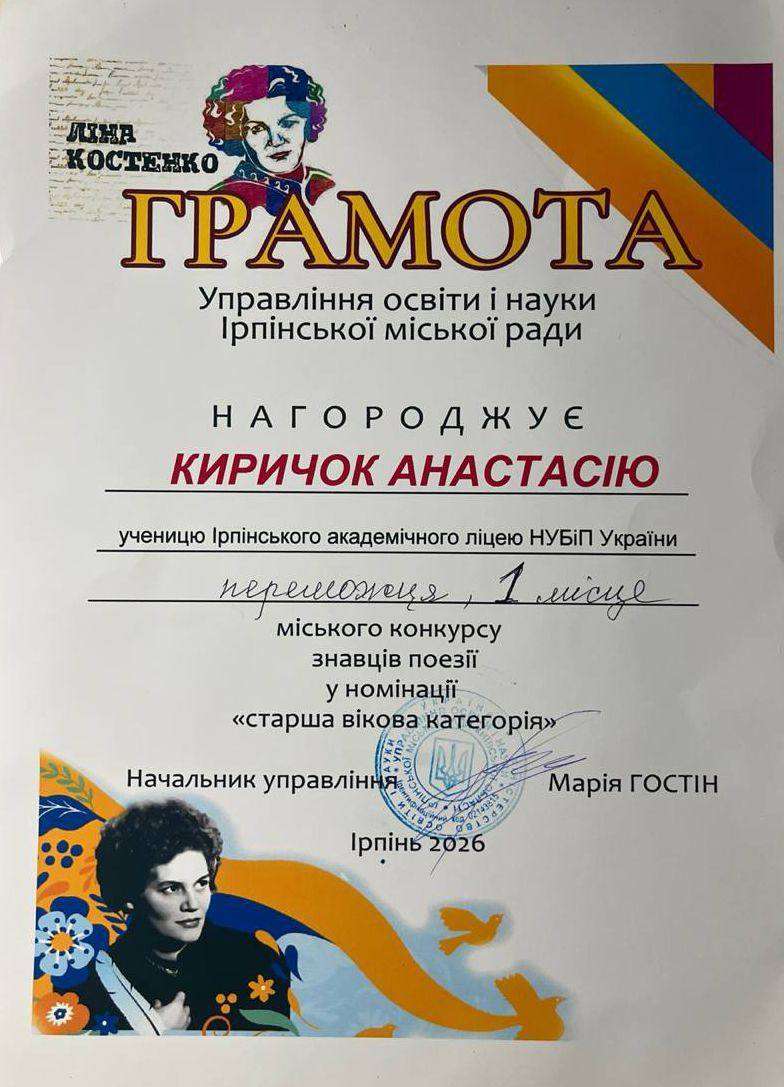 ЛІНА
КОСТЕНКО
ГРАМОТА
Управління освіти і науки
Ірпінської міської ради
НАГОРОДЖУЄ
КИРИЧОК АНАСТАСІЮ
ученицю Ірпінського академічного ліцею НУБіП України
переможця, 1 місце
міського конкурсу
знавців поезії
у номінації
«старша вікова категорія»
Начальник управління Марія ГОСТІН
Ірпінь 2026